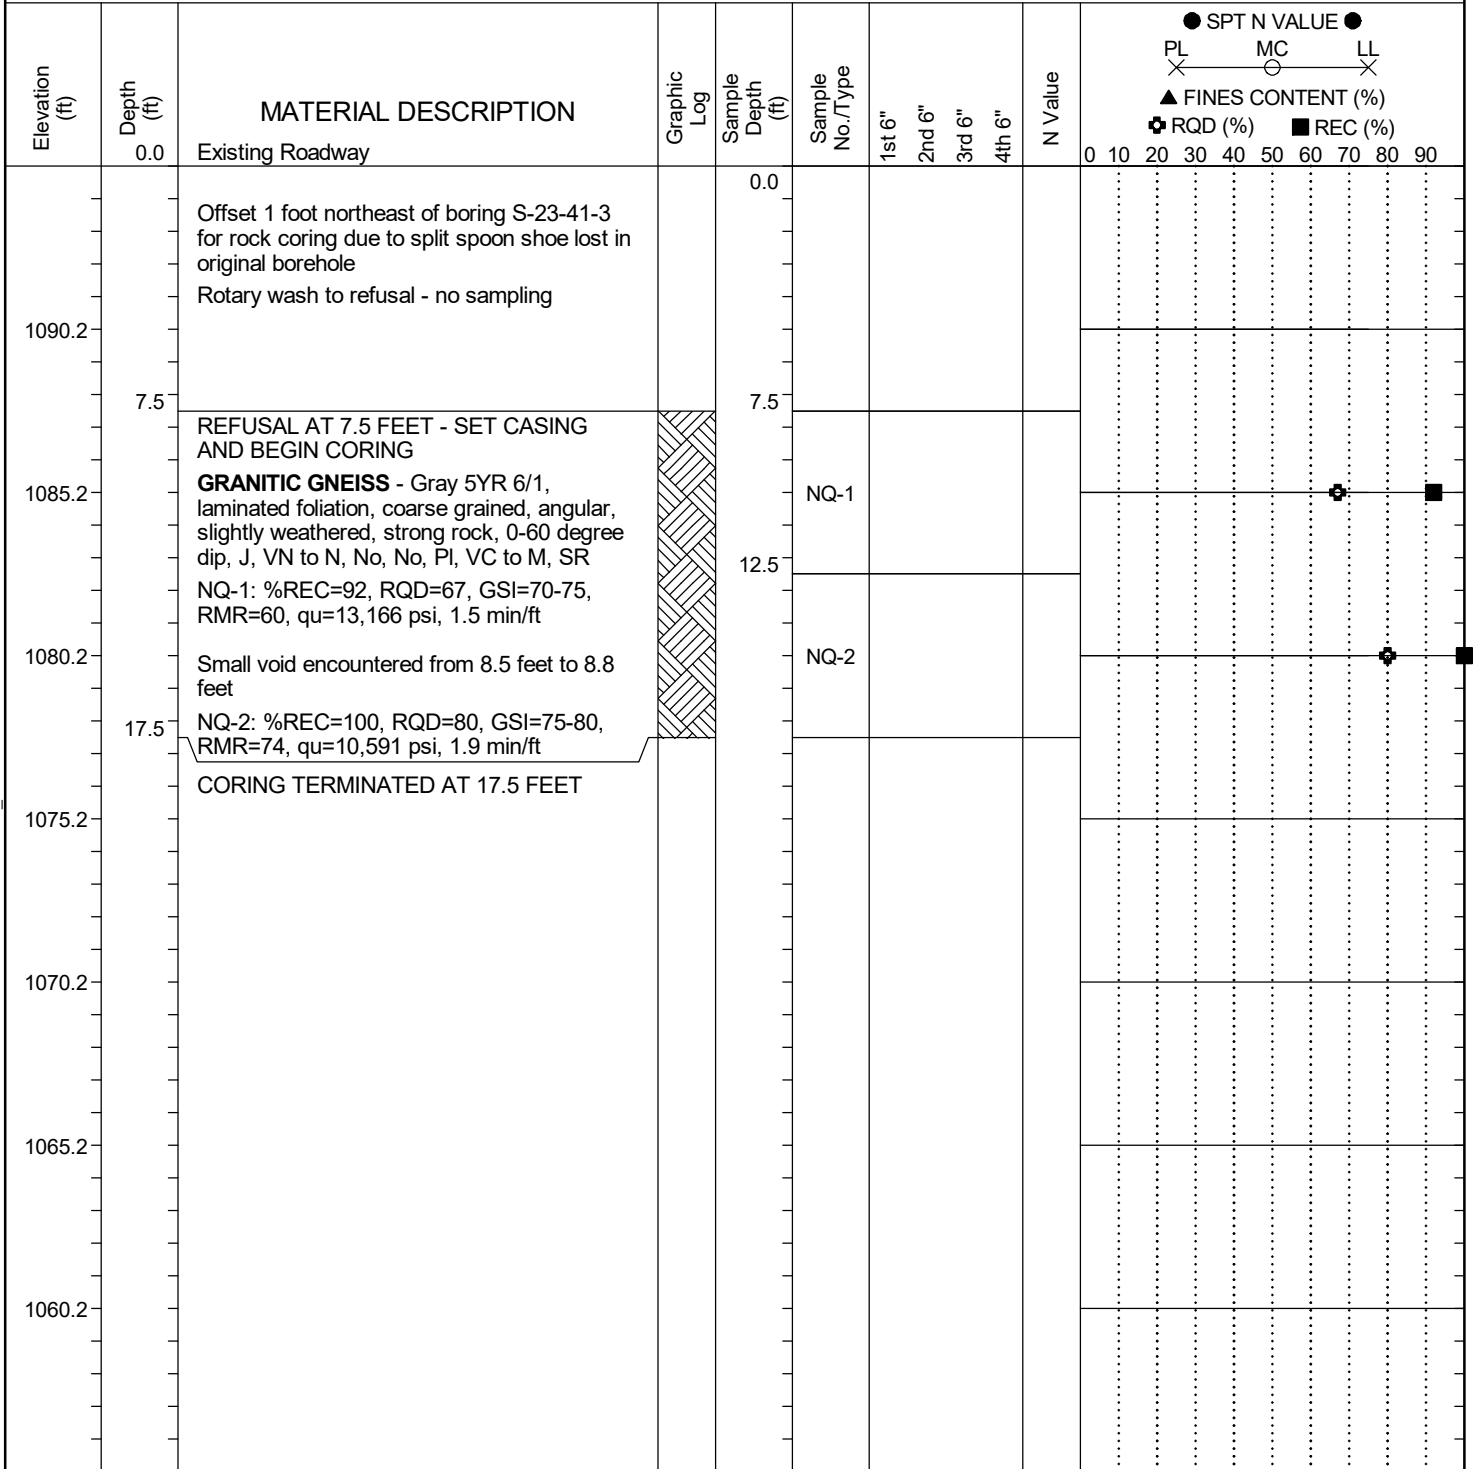 ● SPT N VALUE ●
PL MC LL
▲ FINES CONTENT (%)
RQD (%) ■ REC (%)
0 10 20 30 40 50 60 70 80 90
Elevation (ft)
Depth (ft)
0.0
MATERIAL DESCRIPTION
Existing Roadway
Graphic Log
Sample Depth (ft)
Sample No./Type
1st 6"
2nd 6"
3rd 6"
4th 6"
N Value
0.0
Offset 1 foot northeast of boring S-23-41-3
for rock coring due to split spoon shoe lost in
original borehole
Rotary wash to refusal - no sampling
1090.2
7.5
7.5
REFUSAL AT 7.5 FEET - SET CASING
AND BEGIN CORING
GRANITIC GNEISS - Gray 5YR 6/1,
1085.2
NQ-1
laminated foliation, coarse grained, angular,
slightly weathered, strong rock, 0-60 degree
dip, J, VN to N, No, No, Pl, VC to M, SR
12.5
NQ-1: %REC=92, RQD=67, GSI=70-75,
RMR=60, qu=13,166 psi, 1.5 min/ft
1080.2
NQ-2
Small void encountered from 8.5 feet to 8.8
feet
17.5
NQ-2: %REC=100, RQD=80, GSI=75-80,
RMR=74, qu=10,591 psi, 1.9 min/ft
CORING TERMINATED AT 17.5 FEET
1075.2
1070.2
1065.2
1060.2